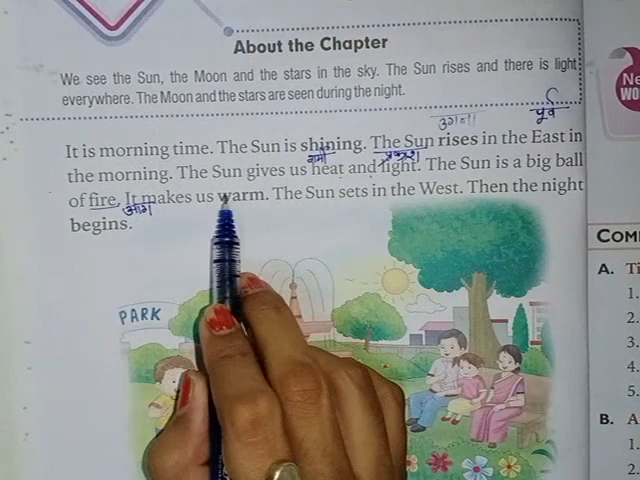 About the Chapter
We see the Sun, the Moon and the stars in the sky. The Sun rises and there is light
everywhere. The Moon and the stars are seen during the night.
उगना पूर्व
It is morning time. The Sun is shining. The Sun rises in the East in
गर्मी प्रकाश
the morning. The Sun gives us heat and light. The Sun is a big ball
of fire. It makes us warm. The Sun sets in the West. Then the night
आग
begins.
PARK
Ne
WO
COM
A. Ti
1.
2.
3.
4.
5.
B. A
1.
2.